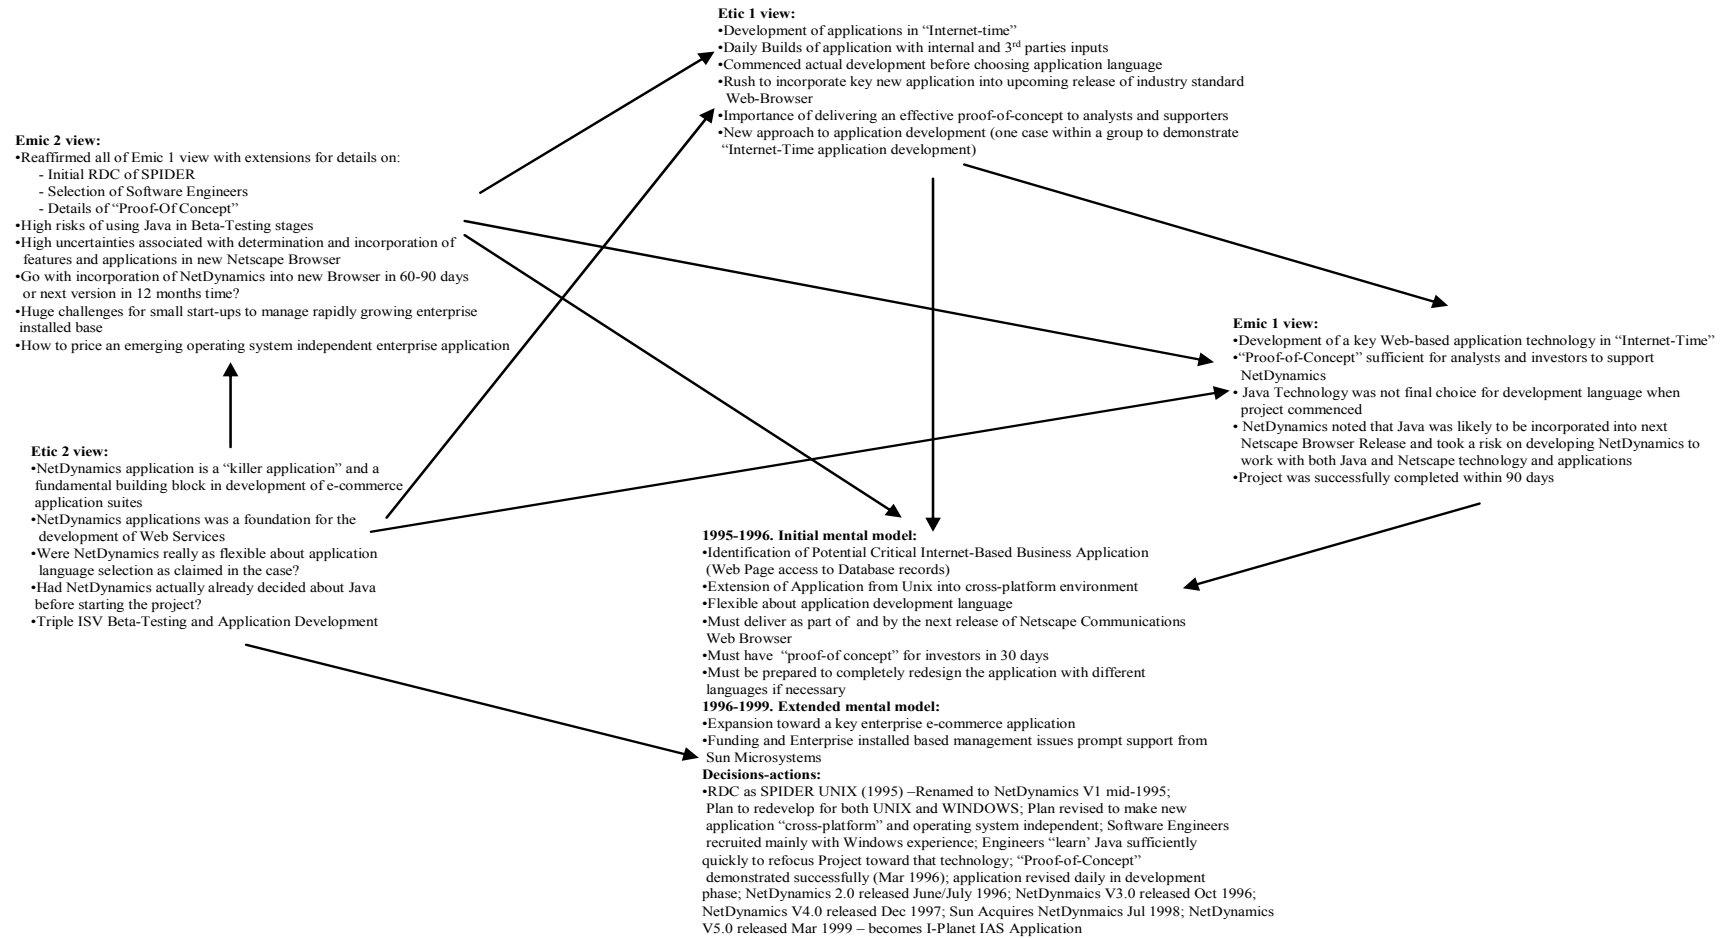 Etic 1 view:
•Development of applications in “Internet-time”
•Daily Builds of application with internal and 3rd parties inputs
•Commenced actual development before choosing application language
•Rush to incorporate key new application into upcoming release of industry standard
Web-Browser
•Importance of delivering an effective proof-of-concept to analysts and supporters
•New approach to application development (one case within a group to demonstrate
“Internet-Time application development)
Emic 2 view:
•Reaffirmed all of Emic 1 view with extensions for details on:
- Initial RDC of SPIDER
- Selection of Software Engineers
- Details of “Proof-Of Concept”
•High risks of using Java in Beta-Testing stages
•High uncertainties associated with determination and incorporation of
features and applications in new Netscape Browser
•Go with incorporation of NetDynamics into new Browser in 60-90 days
or next version in 12 months time?
•Huge challenges for small start-ups to manage rapidly growing enterprise
installed base
•How to price an emerging operating system independent enterprise application
Emic 1 view:
•Development of a key Web-based application technology in “Internet-Time”
•“Proof-of-Concept” sufficient for analysts and investors to support
NetDynamics
• Java Technology was not final choice for development language when
project commenced
• NetDynamics noted that Java was likely to be incorporated into next
Netscape Browser Release and took a risk on developing NetDynamics to
work with both Java and Netscape technology and applications
•Project was successfully completed within 90 days
Etic 2 view:
•NetDynamics application is a “killer application” and a
fundamental building block in development of e-commerce
application suites
•NetDynamics applications was a foundation for the
development of Web Services
•Were NetDynamics really as flexible about application
language selection as claimed in the case?
•Had NetDynamics actually already decided about Java
before starting the project?
•Triple ISV Beta-Testing and Application Development
1995-1996. Initial mental model:
•Identification of Potential Critical Internet-Based Business Application
(Web Page access to Database records)
•Extension of Application from Unix into cross-platform environment
•Flexible about application development language
•Must deliver as part of and by the next release of Netscape Communications
Web Browser
•Must have “proof-of concept” for investors in 30 days
•Must be prepared to completely redesign the application with different
languages if necessary
1996-1999. Extended mental model:
•Expansion toward a key enterprise e-commerce application
•Funding and Enterprise installed based management issues prompt support from
Sun Microsystems
Decisions-actions:
•RDC as SPIDER UNIX (1995) –Renamed to NetDynamics V1 mid-1995;
Plan to redevelop for both UNIX and WINDOWS; Plan revised to make new
application “cross-platform” and operating system independent; Software Engineers
recruited mainly with Windows experience; Engineers “learn’ Java sufficiently
quickly to refocus Project toward that technology; “Proof-of-Concept”
demonstrated successfully (Mar 1996); application revised daily in development
phase; NetDynamics 2.0 released June/July 1996; NetDynmaics V3.0 released Oct 1996;
NetDynamics V4.0 released Dec 1997; Sun Acquires NetDynmaics Jul 1998; NetDynamics
V5.0 released Mar 1999 – becomes I-Planet IAS Application